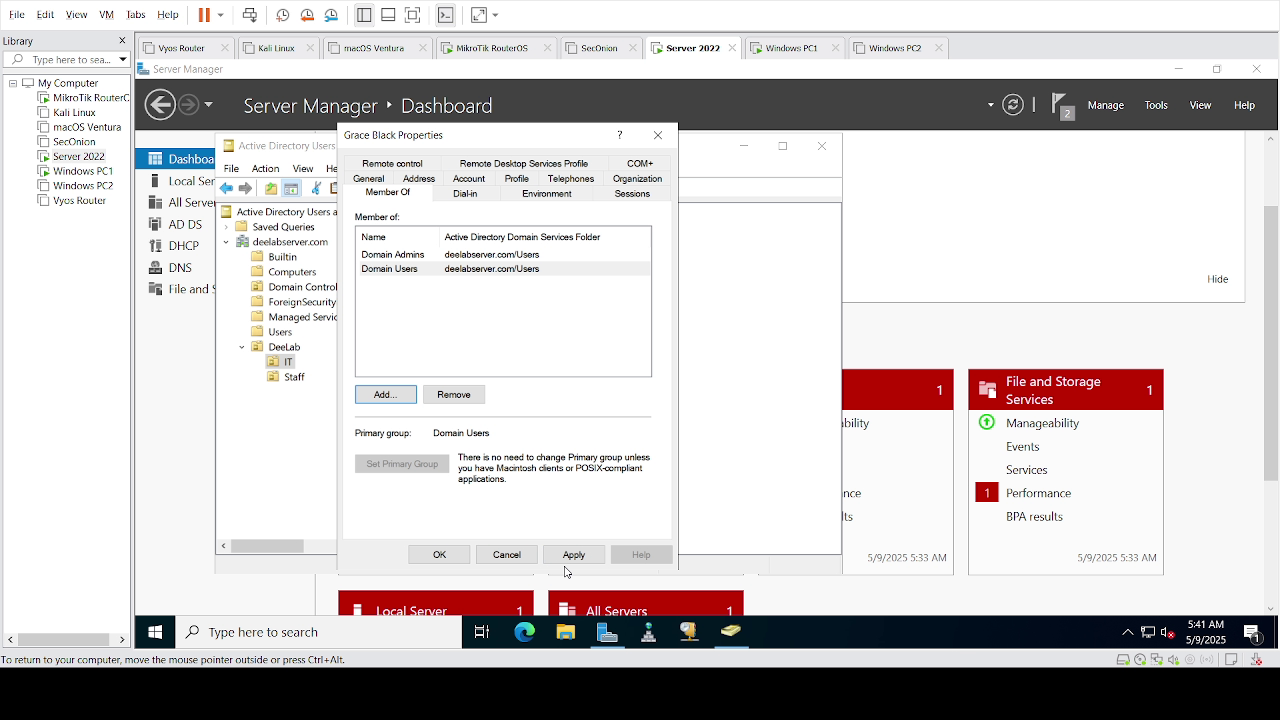 File Edit View VM Tabs Help
Library
Type here to sea...
My Computer
MikroTik RouterO
Kali Linux
macOS Ventura
SecOnion
Server 2022
Windows PC1
Windows PC2
Vyos Router
Vyos Router Kali Linux macOS Ventura MikroTik RouterOS SecOnion Server 2022 Windows PC1 Windows PC2
Server Manager
Server Manager Dashboard
2
Manage Tools View Help
Dashboa
Local Ser
All Serve
AD DS
DHCP
DNS
File and S
Active Directory Users
File Action View He
Active Directory Users a
Saved Queries
deelabserver.com
Builtin
Computers
Domain Control
ForeignSecurity
Managed Servic
Users
DeeLab
IT
Staff
Grace Black Properties
?
Remote control Remote Desktop Services Profile COM+
General Address Account Profile Telephones Organization
Member Of Dial-in Environment Sessions
Member of:
Name Active Directory Domain Services Folder
Domain Admins deelabserver.com/Users
Domain Users deelabserver.com/Users
Add... Remove
Primary group: Domain Users
Set Primary Group
There is no need to change Primary group unless
you have Macintosh clients or POSIX-compliant
applications.
OK Cancel Apply Help
Hide
1
ability
nce
lts
5/9/2025 5:33 AM
File and Storage
Services
1
Manageability
Events
Services
1 Performance
BPA results
5/9/2025 5:33 AM
Local Server 1
All Servers 1
Type here to search
5:41 AM
5/9/2025
1
To return to your computer, move the mouse pointer outside or press Ctrl+Alt.